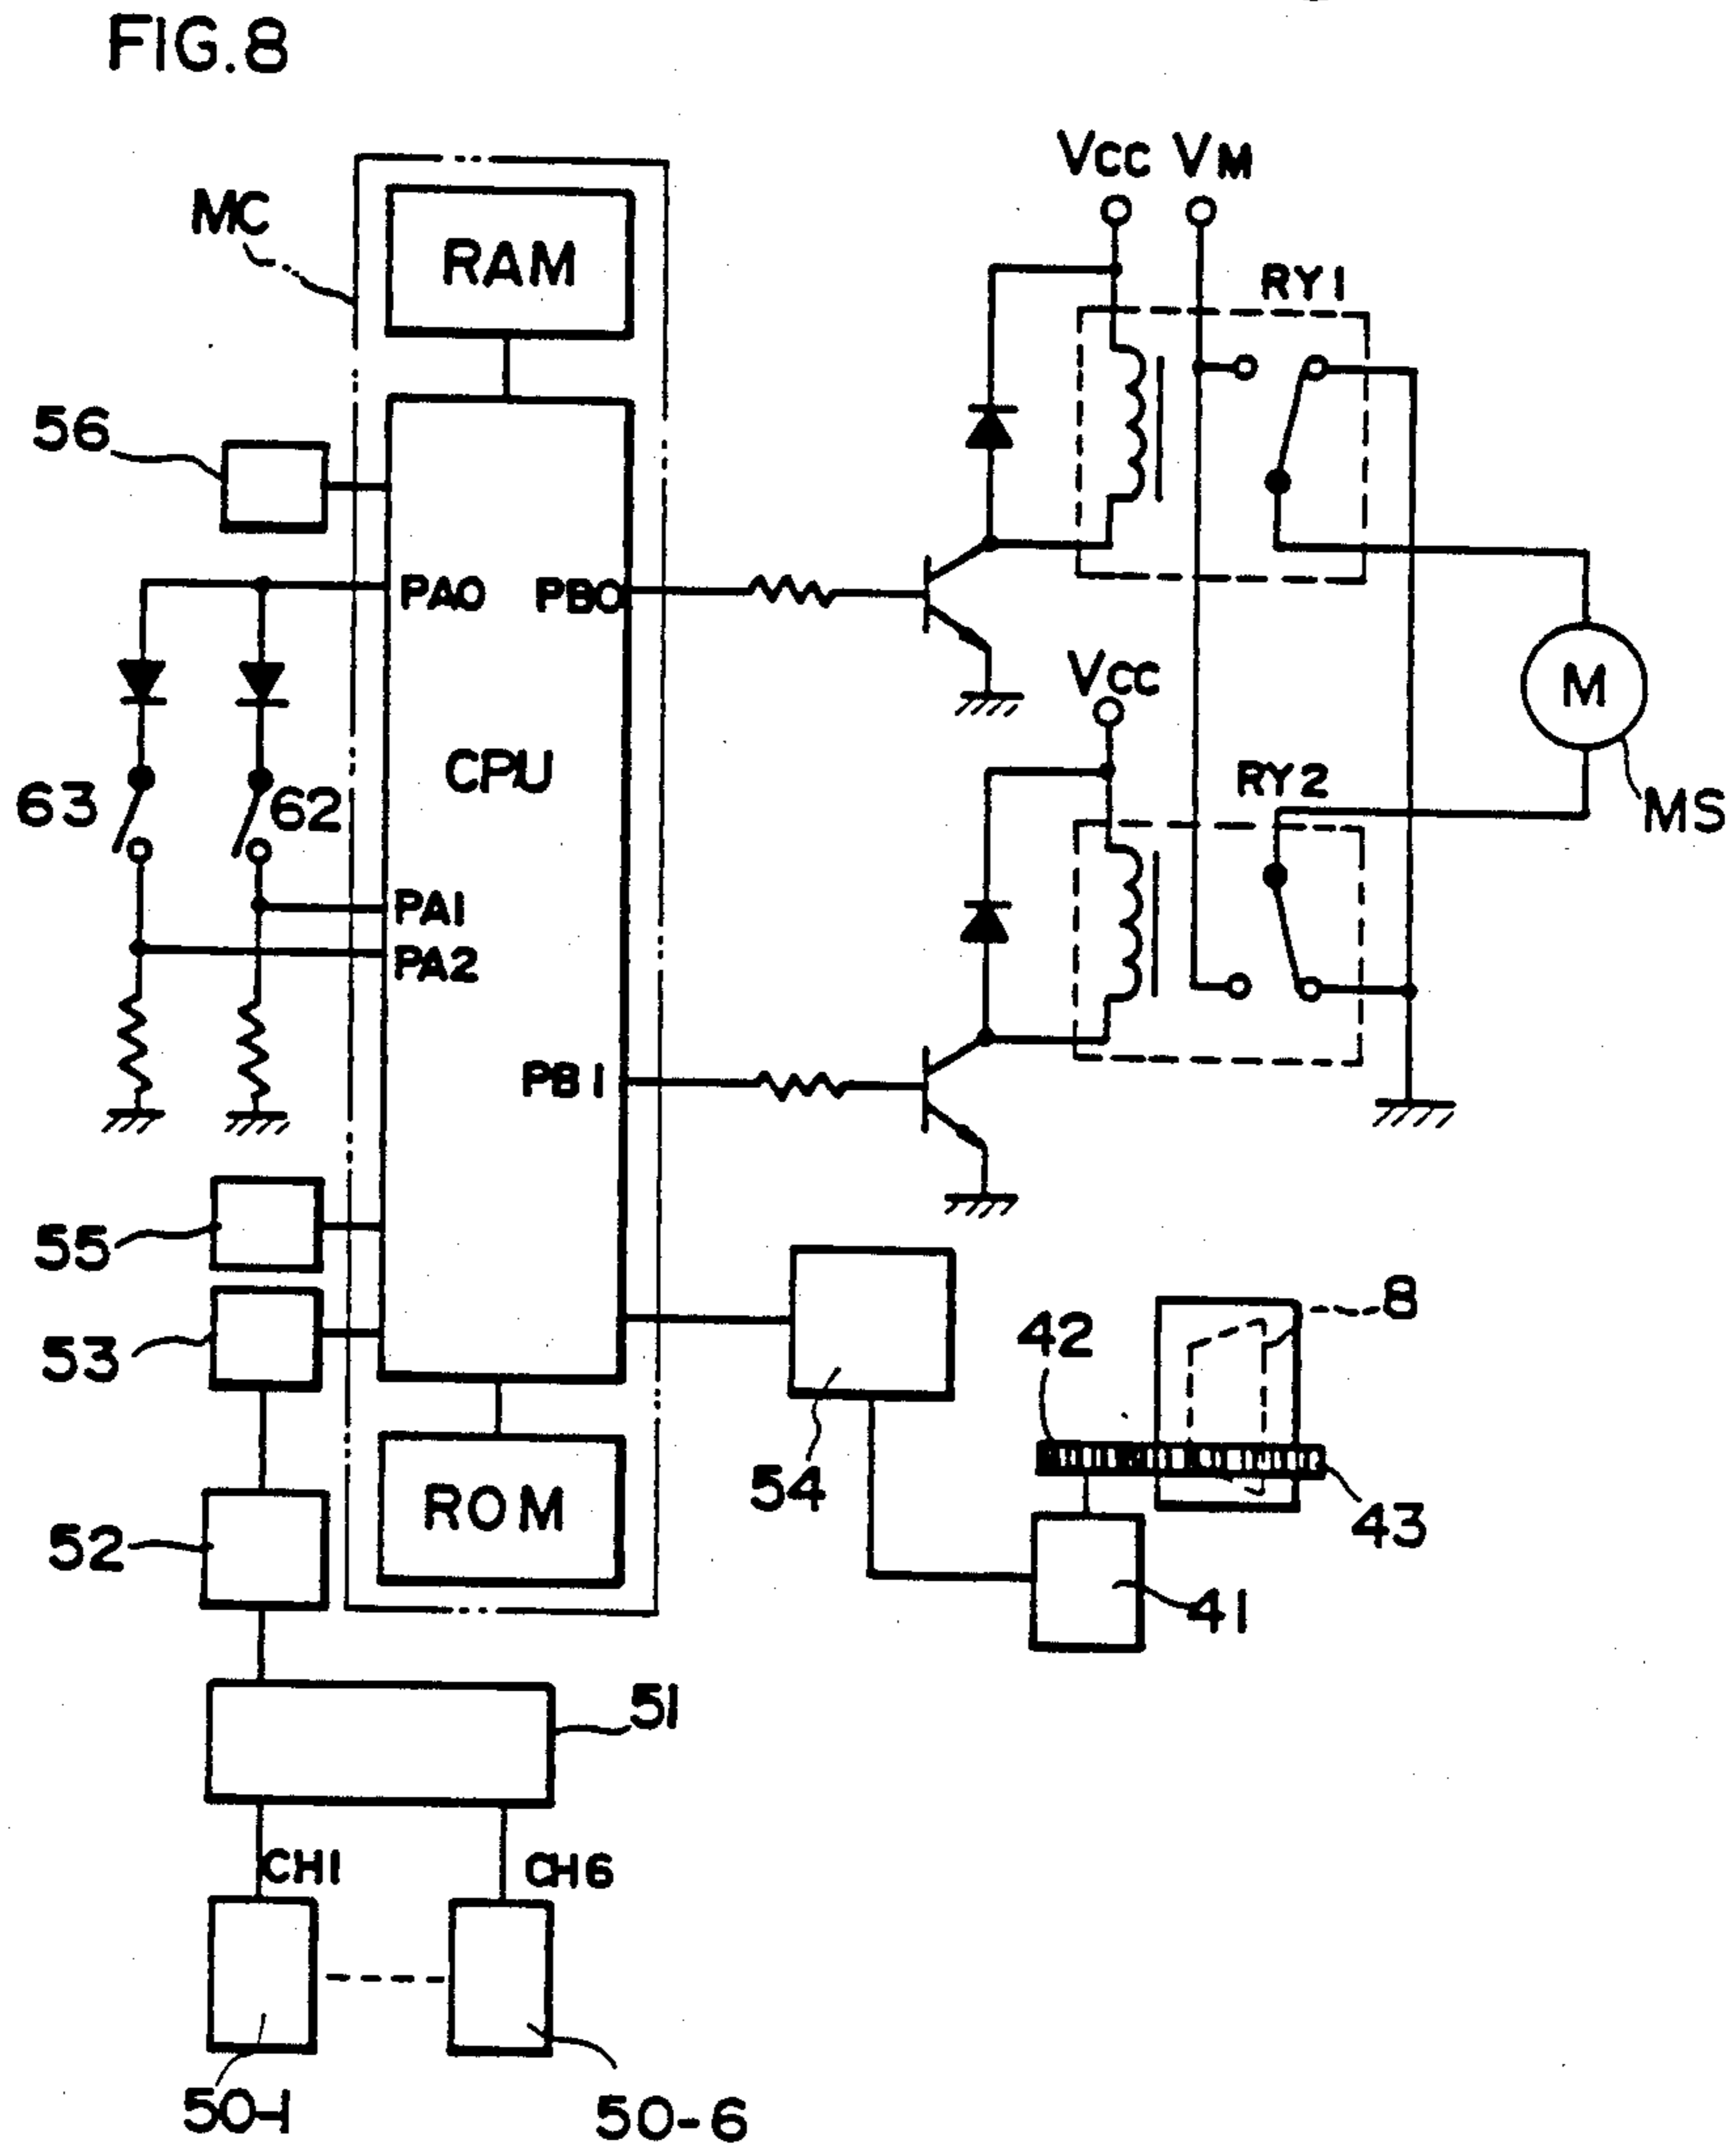 FIG.8
VCC VM
MC
RAM
RY1
56
PA0 PB0
VCC
M
CPU
RY2
63 62
MS
PA1
PA2
PB1
55
42
8
53
54
ROM
43
52
41
51
CH1 CH6
50-1
50-6